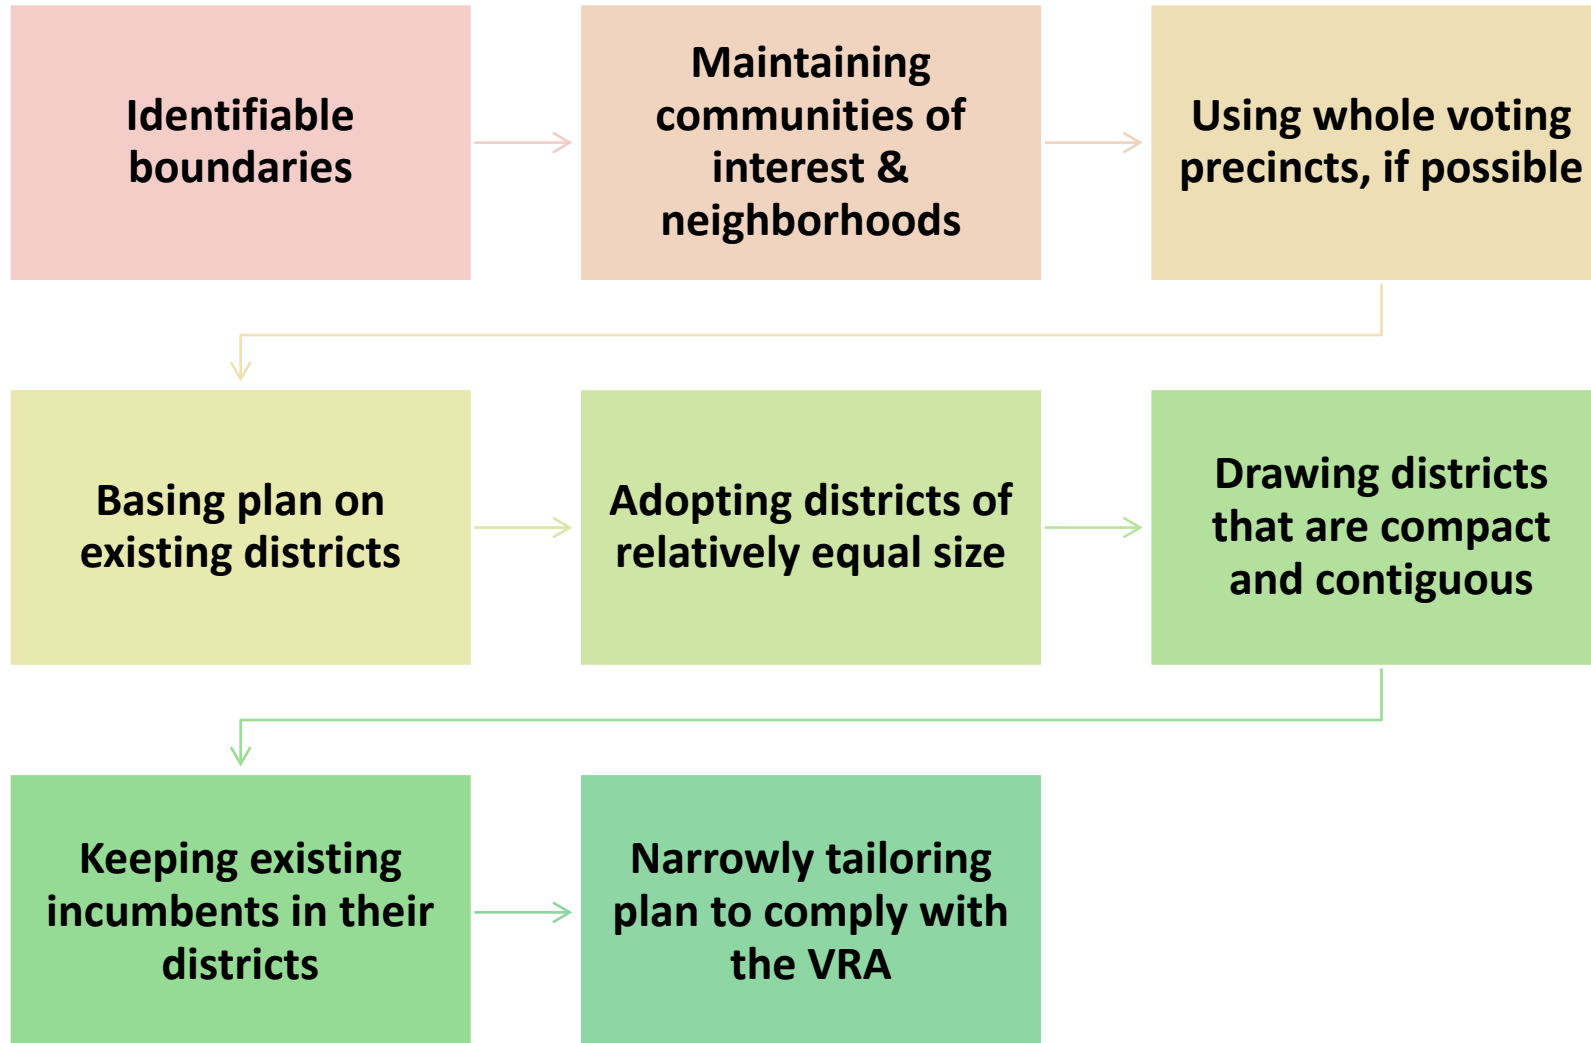 Identifiable
boundaries
Maintaining
communities of
interest &
neighborhoods
Using whole voting
precincts, if possible
Basing plan on
existing districts
Adopting districts of
relatively equal size
Drawing districts
that are compact
and contiguous
Keeping existing
incumbents in their
districts
Narrowly tailoring
plan to comply with
the VRA